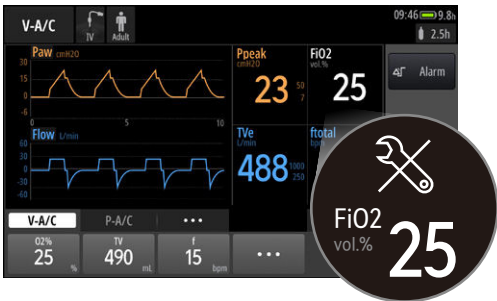 V-A/C
IV
Adult
09:46
9.8h
2.5h
Paw cmH2O
30
15
0
-6
0
5
10
Flow L/min
60
30
0
-30
-60
Ppeak
cmH2O
23
50
7
FiO2
vol.%
25
TVe
L/min
488
1000
250
ftotal
bpm
Alarm
V-A/C
P-A/C
•••
O2%
25
%
TV
490
mL
f
15
bpm
•••
FiO2
vol.%
25